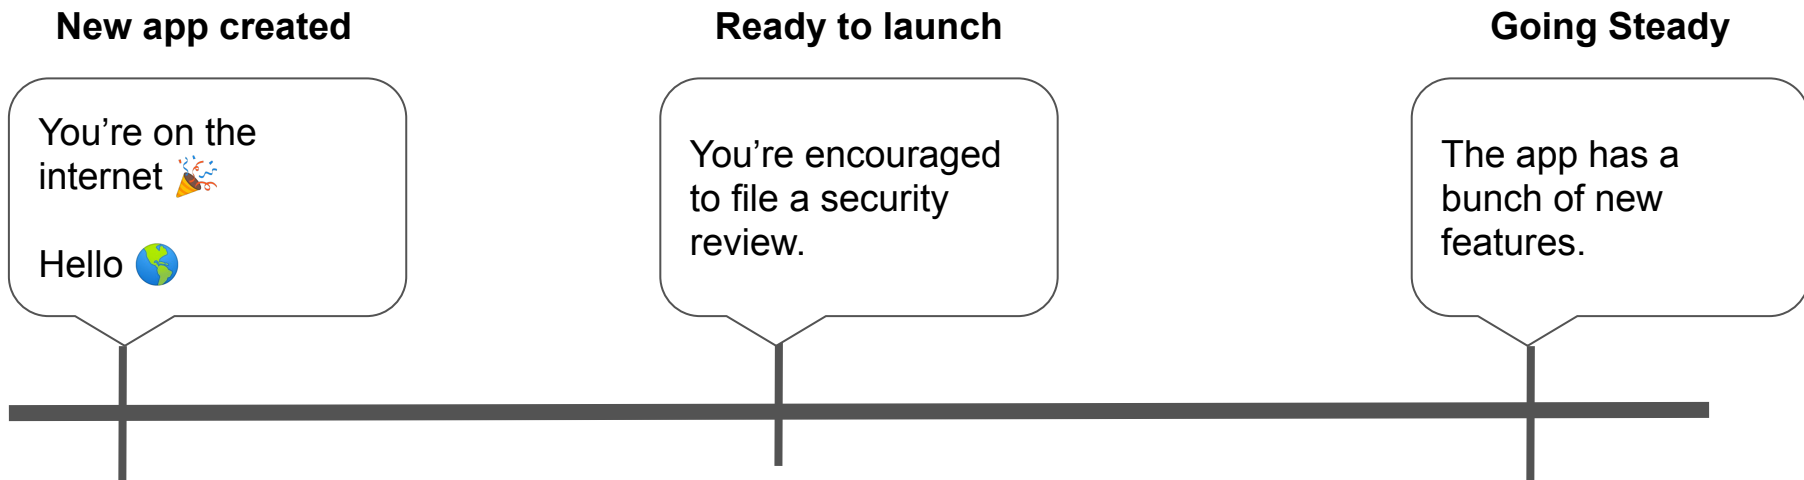 New app created
You’re on the
internet 🎉
Hello 🌎
Ready to launch
You’re encouraged
to file a security
review.
Going Steady
The app has a
bunch of new
features.